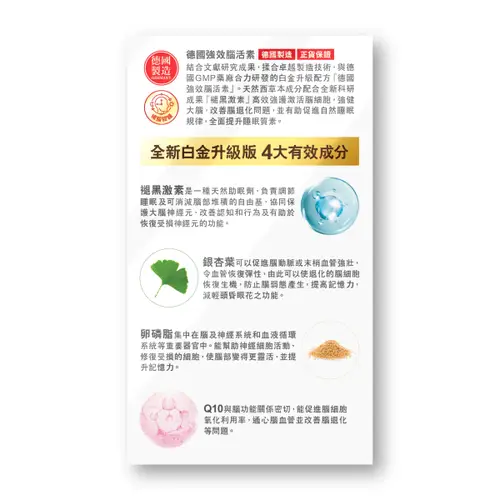 德國
製造
GERMANY
德國強效腦活素 德國製造 正貨保證
結合文獻研究成果，揉合卓越製造技術，與德
國GMP藥廠合力研發的白金升級配方「德國
強效腦活素」。天然西草本成分配合全新科研
成果「褪黑激素」高效強護激活腦細胞，強健
大腦，改善腦退化問題，並有助促進自然睡眠
規律，全面提升睡眠質素。
全新白金升級版 4大有效成分
褪黑激素是一種天然助眠劑，負責調節
睡眠及可消減腦部堆積的自由基，協同保
護大腦神經元，改善認知和行為及有助於
恢復受損神經元的功能。
銀杏葉可以促進腦動脈或末梢血管強壯，
令血管恢復彈性，由此可以使退化的腦細胞
恢復生機，防止腦弱態產生，提高記憶力，
減輕頭昏眼花之功能。
卵磷脂集中在腦及神經系統和血液循環
系統等重要器官中。能幫助神經細胞活動、
修復受損的細胞，使腦部變得更靈活，並提
升記憶力。
Q10與腦功能關係密切，能促進腦細胞
氧化利用率，通心腦血管並改善腦退化
等問題。